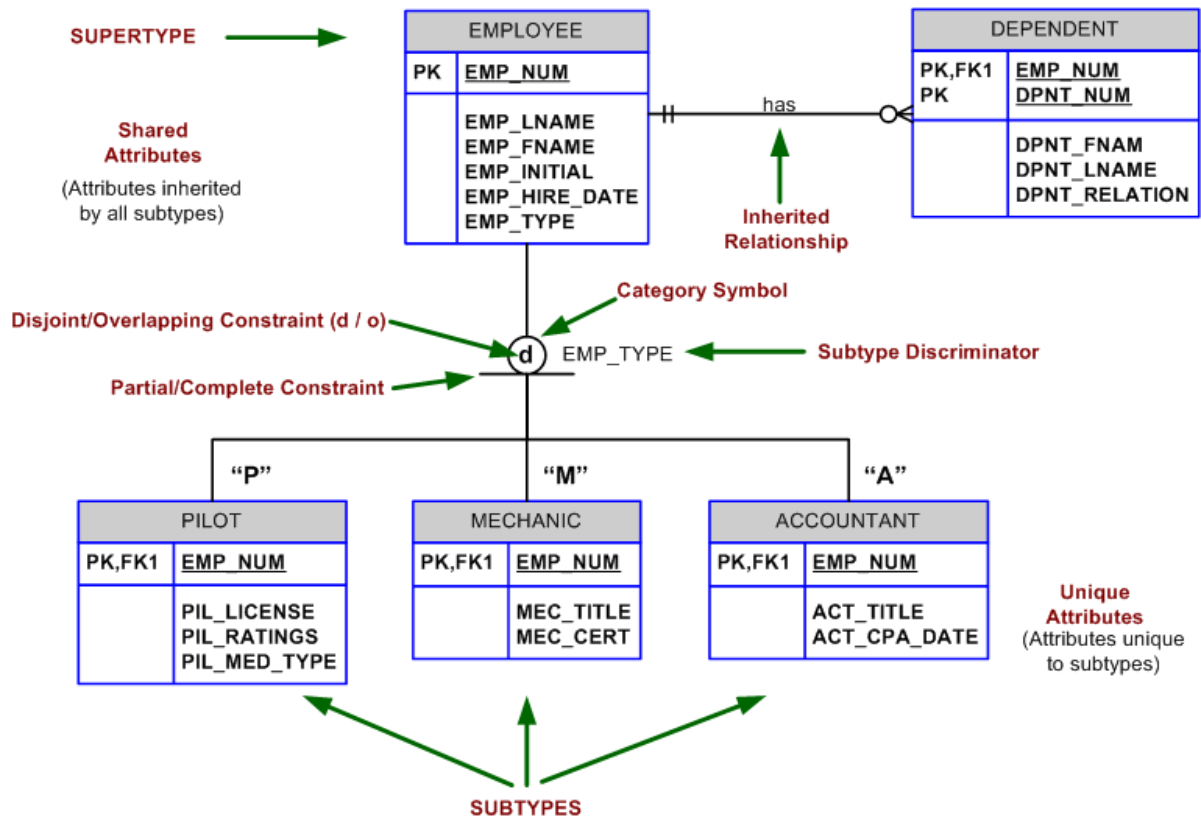 SUPERTYPE
EMPLOYEE
PK EMP_NUM
EMP_LNAME
EMP_FNAME
EMP_INITIAL
EMP_HIRE_DATE
EMP_TYPE
has
DEPENDENT
PK,FK1 EMP_NUM
PK DPNT_NUM
DPNT_FNAM
DPNT_LNAME
DPNT_RELATION
Shared
Attributes
(Attributes inherited
by all subtypes)
Inherited
Relationship
Category Symbol
Disjoint/Overlapping Constraint (d / o)
d
EMP_TYPE
Subtype Discriminator
Partial/Complete Constraint
“P”
“M”
“A”
PILOT
PK,FK1 EMP_NUM
PIL_LICENSE
PIL_RATINGS
PIL_MED_TYPE
MECHANIC
PK,FK1 EMP_NUM
MEC_TITLE
MEC_CERT
ACCOUNTANT
PK,FK1 EMP_NUM
ACT_TITLE
ACT_CPA_DATE
Unique
Attributes
(Attributes unique
to subtypes)
SUBTYPES